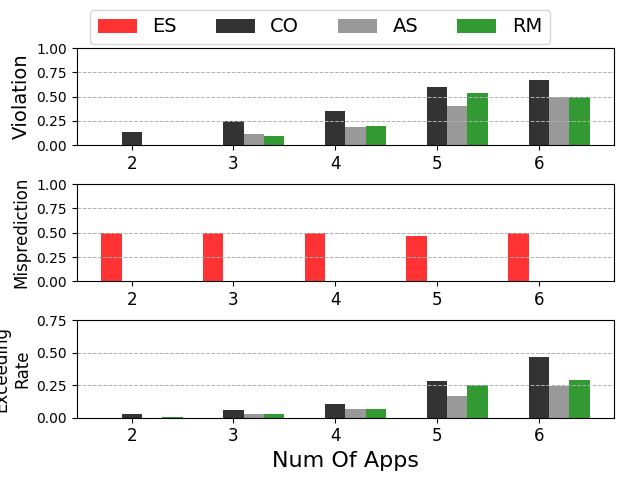 ES CO AS RM
Violation
1.00
0.75
0.50
0.25
0.00
2 3 4 5 6
Misprediction
1.00
0.75
0.50
0.25
0.00
2 3 4 5 6
Exceeding
Rate
0.75
0.50
0.25
0.00
2 3 4 5 6
Num Of Apps